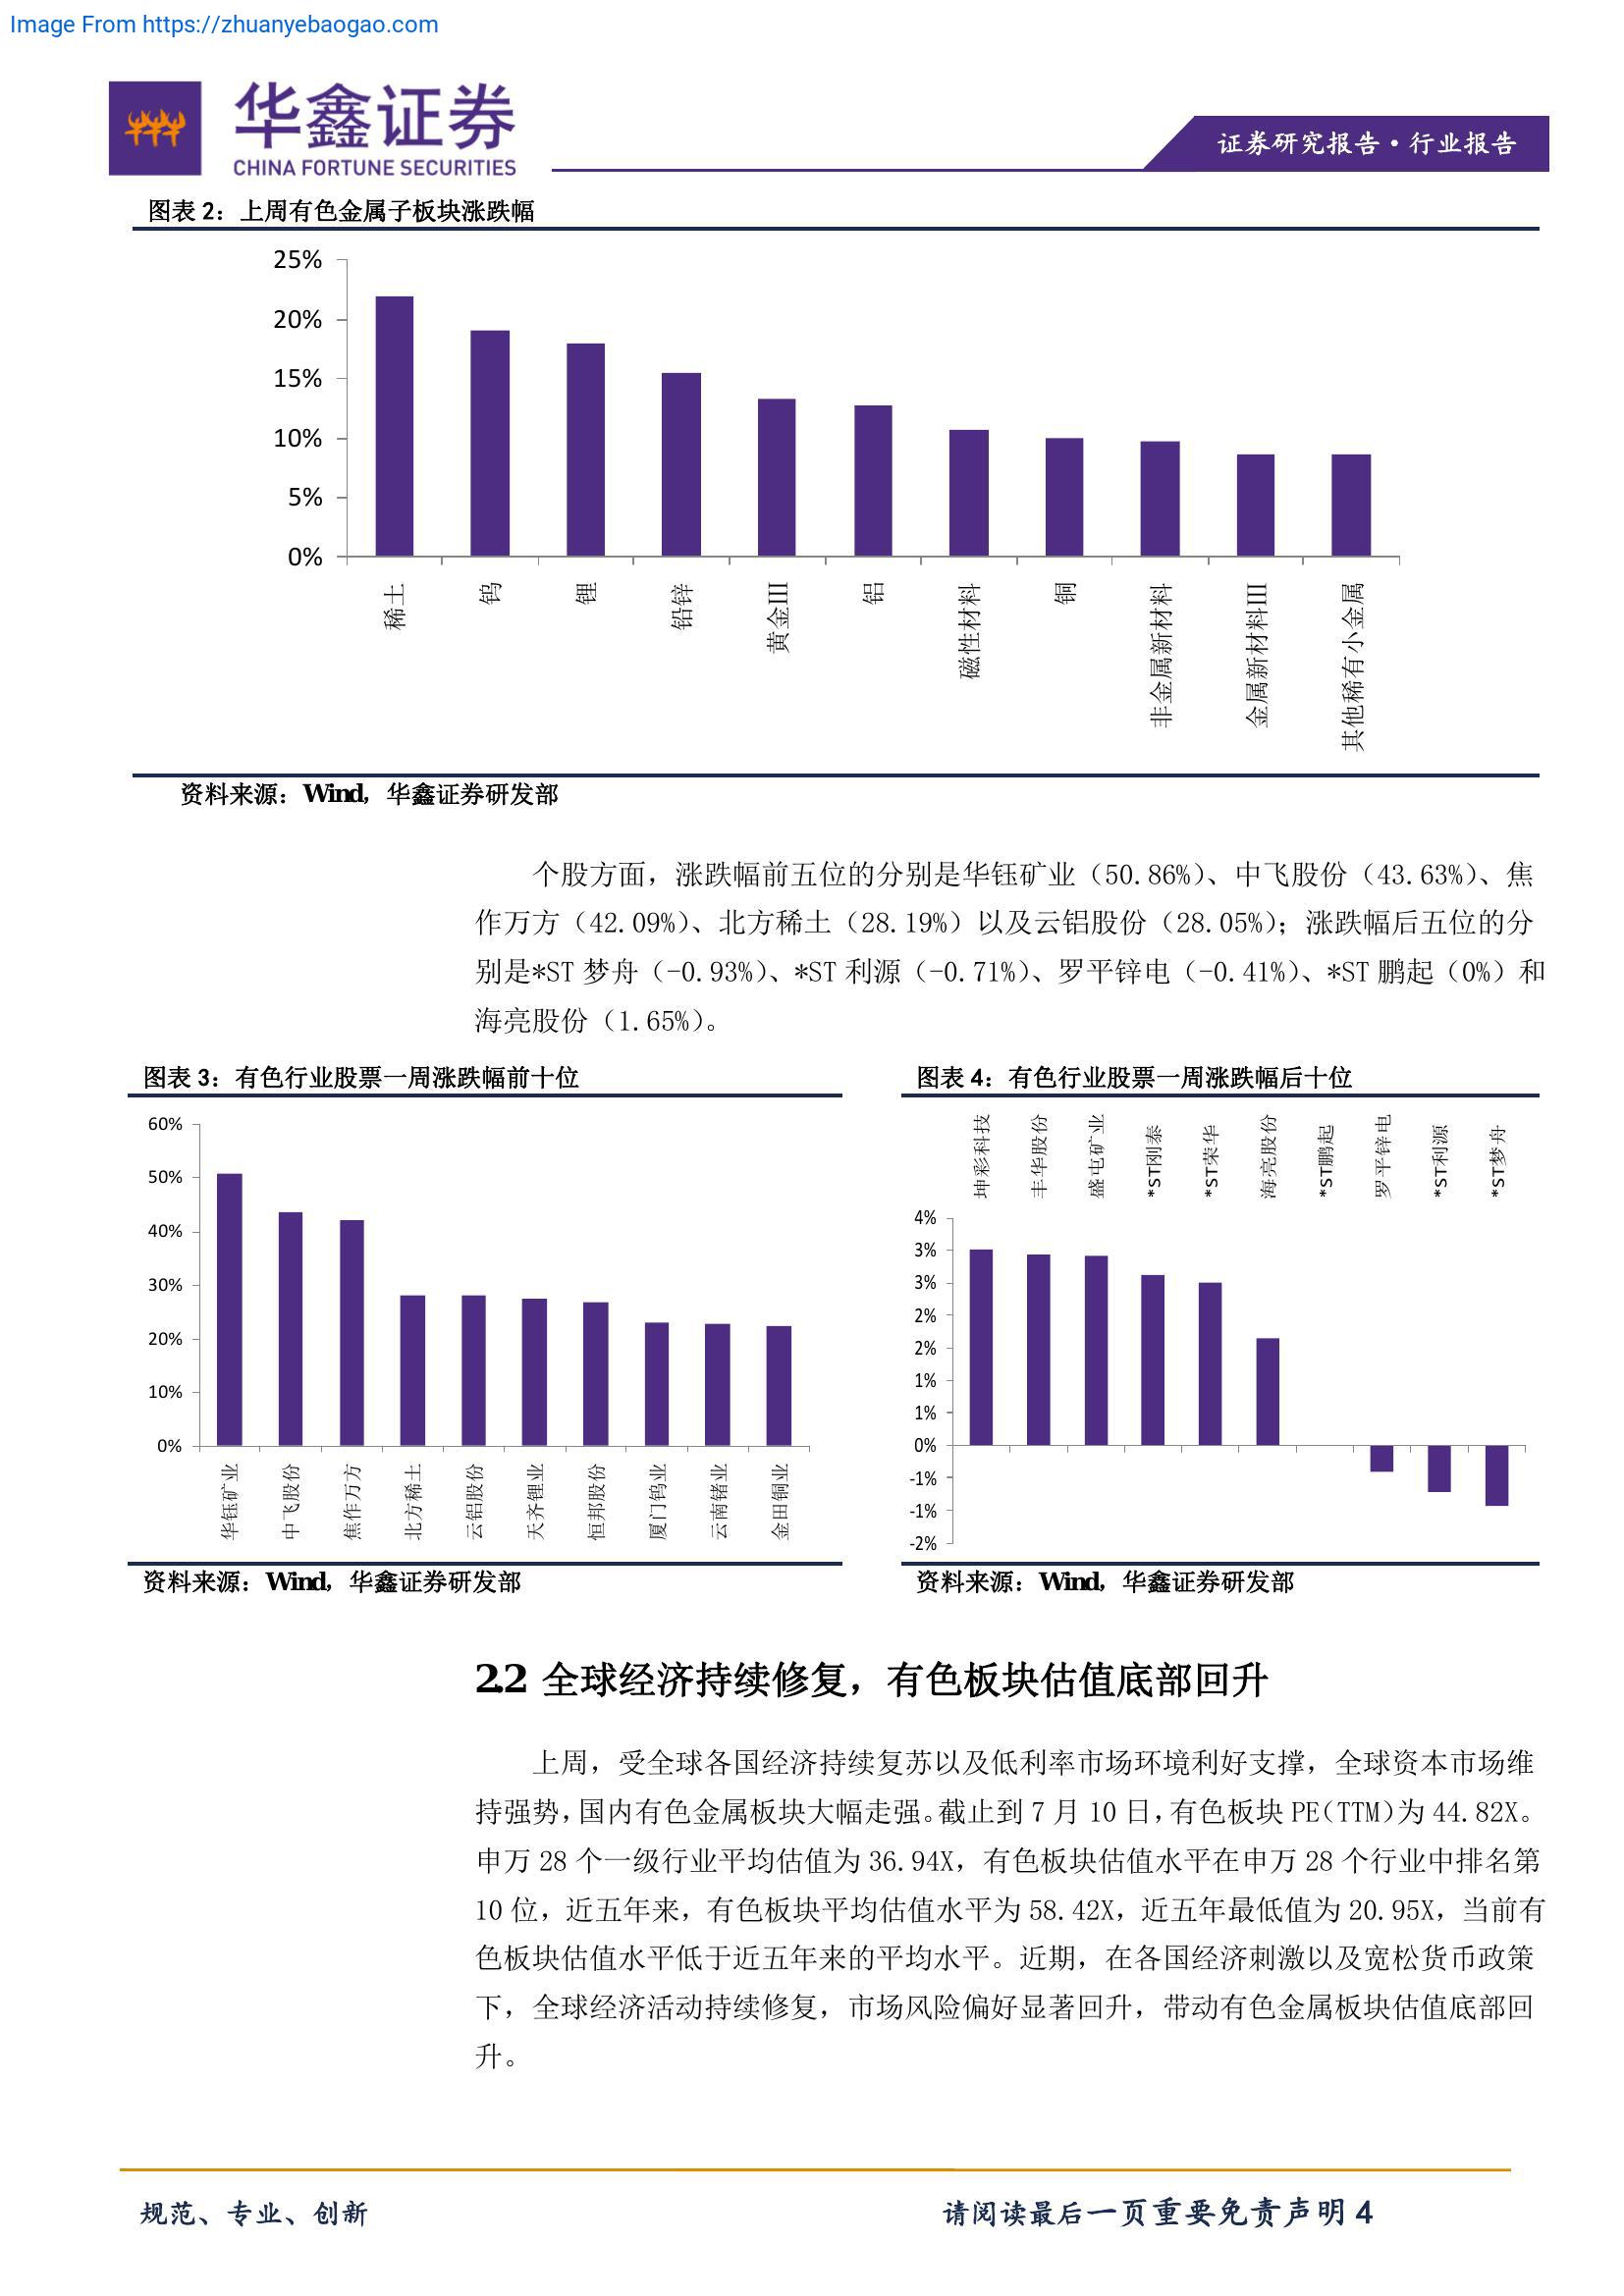 Image From https://zhuanyebaogao.com
华鑫证券
CHINA FORTUNE SECURITIES
证券研究报告·行业报告
图表 2：上周有色金属子板块涨跌幅
25%
20%
15%
10%
5%
0%
稀土
钨
锂
铅锌
黄金III
铝
磁性材料
铜
非金属新材料
金属新材料III
其他稀有小金属
资料来源：Wind，华鑫证券研发部
个股方面，涨跌幅前五位的分别是华钰矿业（50.86%）、中飞股份（43.63%）、焦
作万方（42.09%）、北方稀土（28.19%）以及云铝股份（28.05%）；涨跌幅后五位的分
别是*ST 梦舟（-0.93%）、*ST 利源（-0.71%）、罗平锌电（-0.41%）、*ST 鹏起（0%）和
海亮股份（1.65%）。
图表 3：有色行业股票一周涨跌幅前十位
60%
50%
40%
30%
20%
10%
0%
华钰矿业
中飞股份
焦作万方
北方稀土
云铝股份
天齐锂业
恒邦股份
厦门钨业
云南锗业
金田铜业
资料来源：Wind，华鑫证券研发部
图表 4：有色行业股票一周涨跌幅后十位
坤彩科技
丰华股份
盛屯矿业
*ST刚泰
*ST荣华
海亮股份
*ST鹏起
罗平锌电
*ST利源
*ST梦舟
4%
3%
3%
2%
2%
1%
1%
0%
-1%
-1%
-2%
资料来源：Wind，华鑫证券研发部
2.2 全球经济持续修复，有色板块估值底部回升
上周，受全球各国经济持续复苏以及低利率市场环境利好支撑，全球资本市场维
持强势，国内有色金属板块大幅走强。截止到 7 月 10 日，有色板块 PE（TTM）为 44.82X。
申万 28 个一级行业平均估值为 36.94X，有色板块估值水平在申万 28 个行业中排名第
10 位，近五年来，有色板块平均估值水平为 58.42X，近五年最低值为 20.95X，当前有
色板块估值水平低于近五年来的平均水平。近期，在各国经济刺激以及宽松货币政策
下，全球经济活动持续修复，市场风险偏好显著回升，带动有色金属板块估值底部回
升。
规范、专业、创新
请阅读最后一页重要免责声明 4